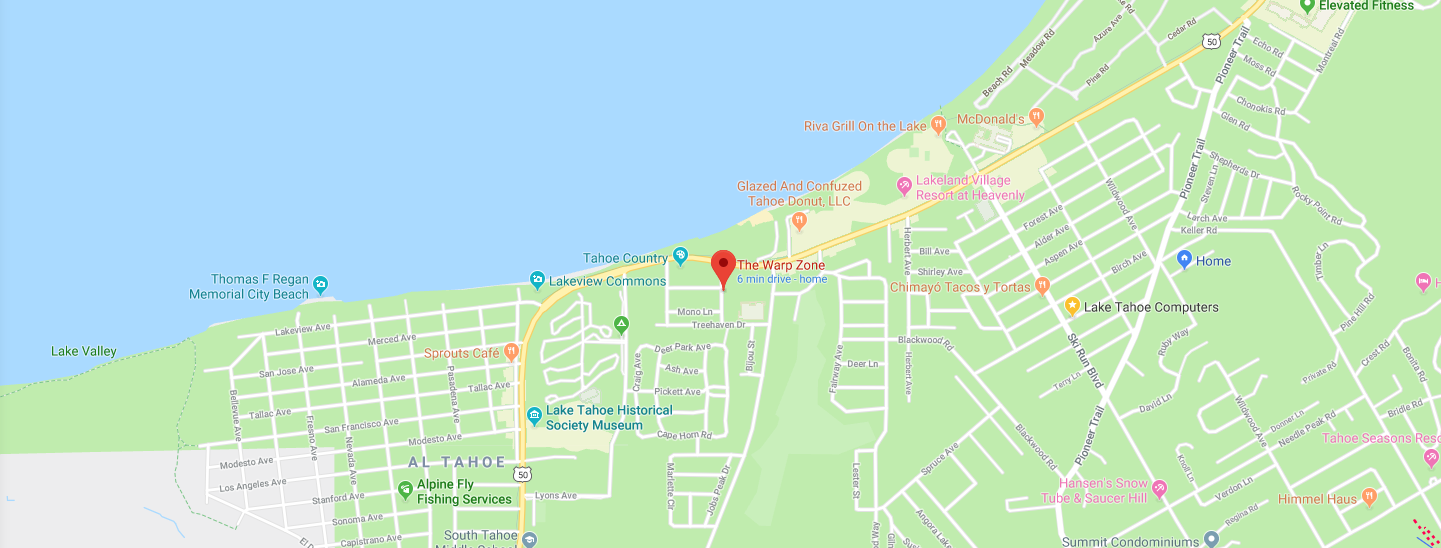 Elevated Fitness
Cedar Rd
Azure Ave
Meadow Rd
Beach Rd
Pine Rd
50
Pioneer Trail
Echo Rd
Moss Rd
Montreal Rd
Chonokis Rd
Glen Rd
Riva Grill On the Lake
McDonald's
Lakeland Village
Resort at Heavenly
Glazed And Confuzed
Tahoe Donut, LLC
Pioneer Trail
Shepherds Dr
Steven Ln
Rocky Point Rd
Wildwood Ave
Larch Ave
Keller Rd
Forest Ave
Alder Ave
Aspen Ave
Birch Ave
Herbert Ave
Bill Ave
Shirley Ave
Home
Timber Ln
Tahoe Country
The Warp Zone
6 min drive - home
Lakeview Commons
Thomas F Regan
Memorial City Beach
Chimayó Tacos y Tortas
Lake Tahoe Computers
H
Pine Hill Rd
Mono Ln
Treehaven Dr
Lakeview Ave
Merced Ave
Lake Valley
Sprouts Café
San Jose Ave
Alameda Ave
Tallac Ave
Pasadena Ave
Deer Park Ave
Ash Ave
Craig Ave
Pickett Ave
Bijou St
Fairway Ave
Deer Ln
Blackwood Rd
Herbert Ave
Ski Run Blvd
Roby Way
Terry Ln
Crest Rd
Private Rd
Bonita Rd
Bridle Rd
David Ln
Wildwood Ave
Donner Ln
Needle Peak Rd
Bellevue Ave
Tallac Ave
Fresno Ave
San Francisco Ave
Nevada Ave
Modesto Ave
Lake Tahoe Historical
Society Museum
Cape Horn Rd
Blackwood Rd
Pioneer Trail
Tahoe Seasons Reso
Modesto Ave
AL TAHOE
50
Los Angeles Ave
Stanford Ave
Alpine Fly
Fishing Services
Lyons Ave
Marlette Cir
Jobs Peak Dr
Lester St
Spruce Ave
Knoll Ln
Verdon Ln
Hansen's Snow
Tube & Saucer Hill
Himmel Haus
Sonoma Ave
Capistrano Ave
South Tahoe
Middle School
Angora Lake
Regina Rd
Summit Condominiums